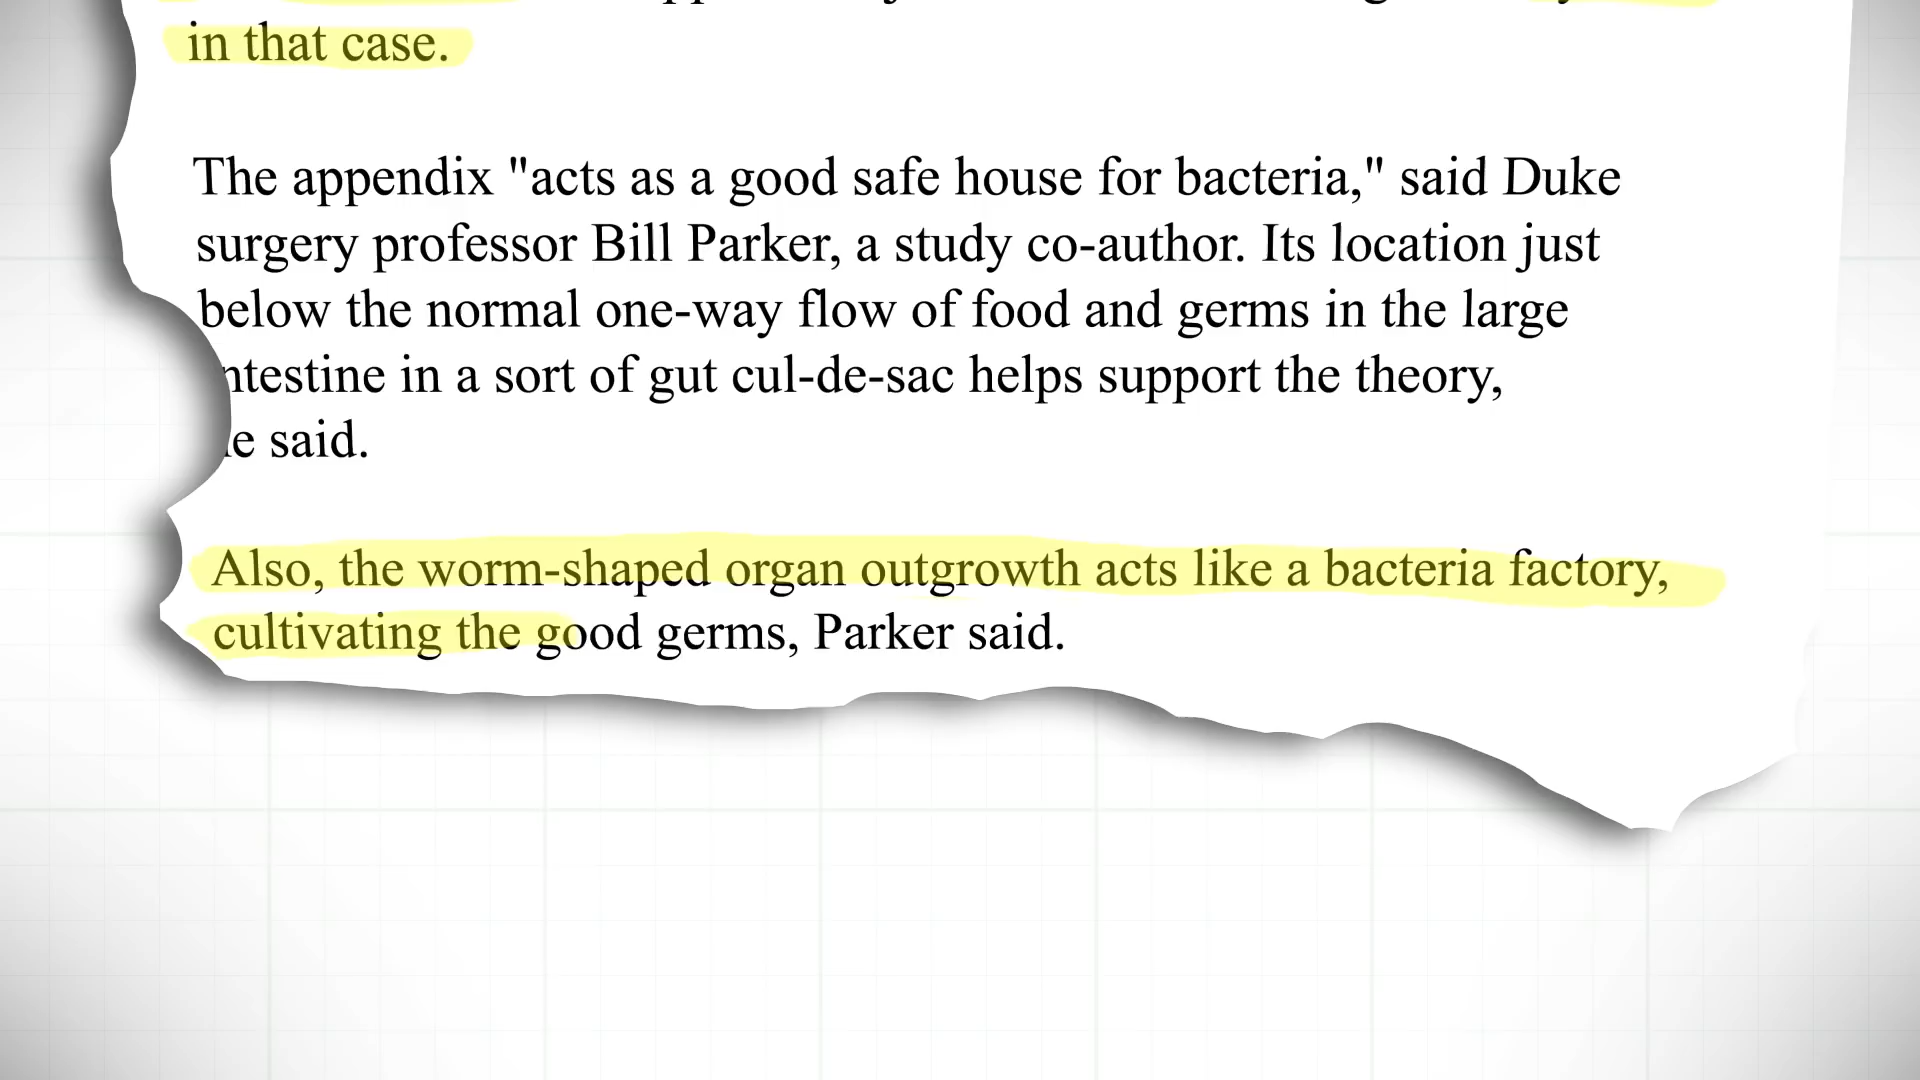 in that case.
The appendix "acts as a good safe house for bacteria," said Duke
surgery professor Bill Parker, a study co-author. Its location just
below the normal one-way flow of food and germs in the large
ntestine in a sort of gut cul-de-sac helps support the theory,
e said.
Also, the worm-shaped organ outgrowth acts like a bacteria factory,
cultivating the good germs, Parker said.